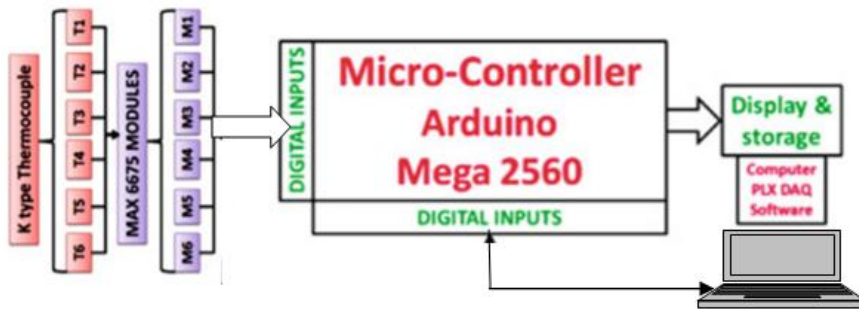 K type Thermocouple
T1
T2
T3
T4
T5
T6
MAX 6675 MODULES
M1
M2
M3
M4
M5
M6
DIGITAL INPUTS
Micro-Controller
Arduino
Mega 2560
DIGITAL INPUTS
Display &
storage
Computer
PLX DAQ
Software